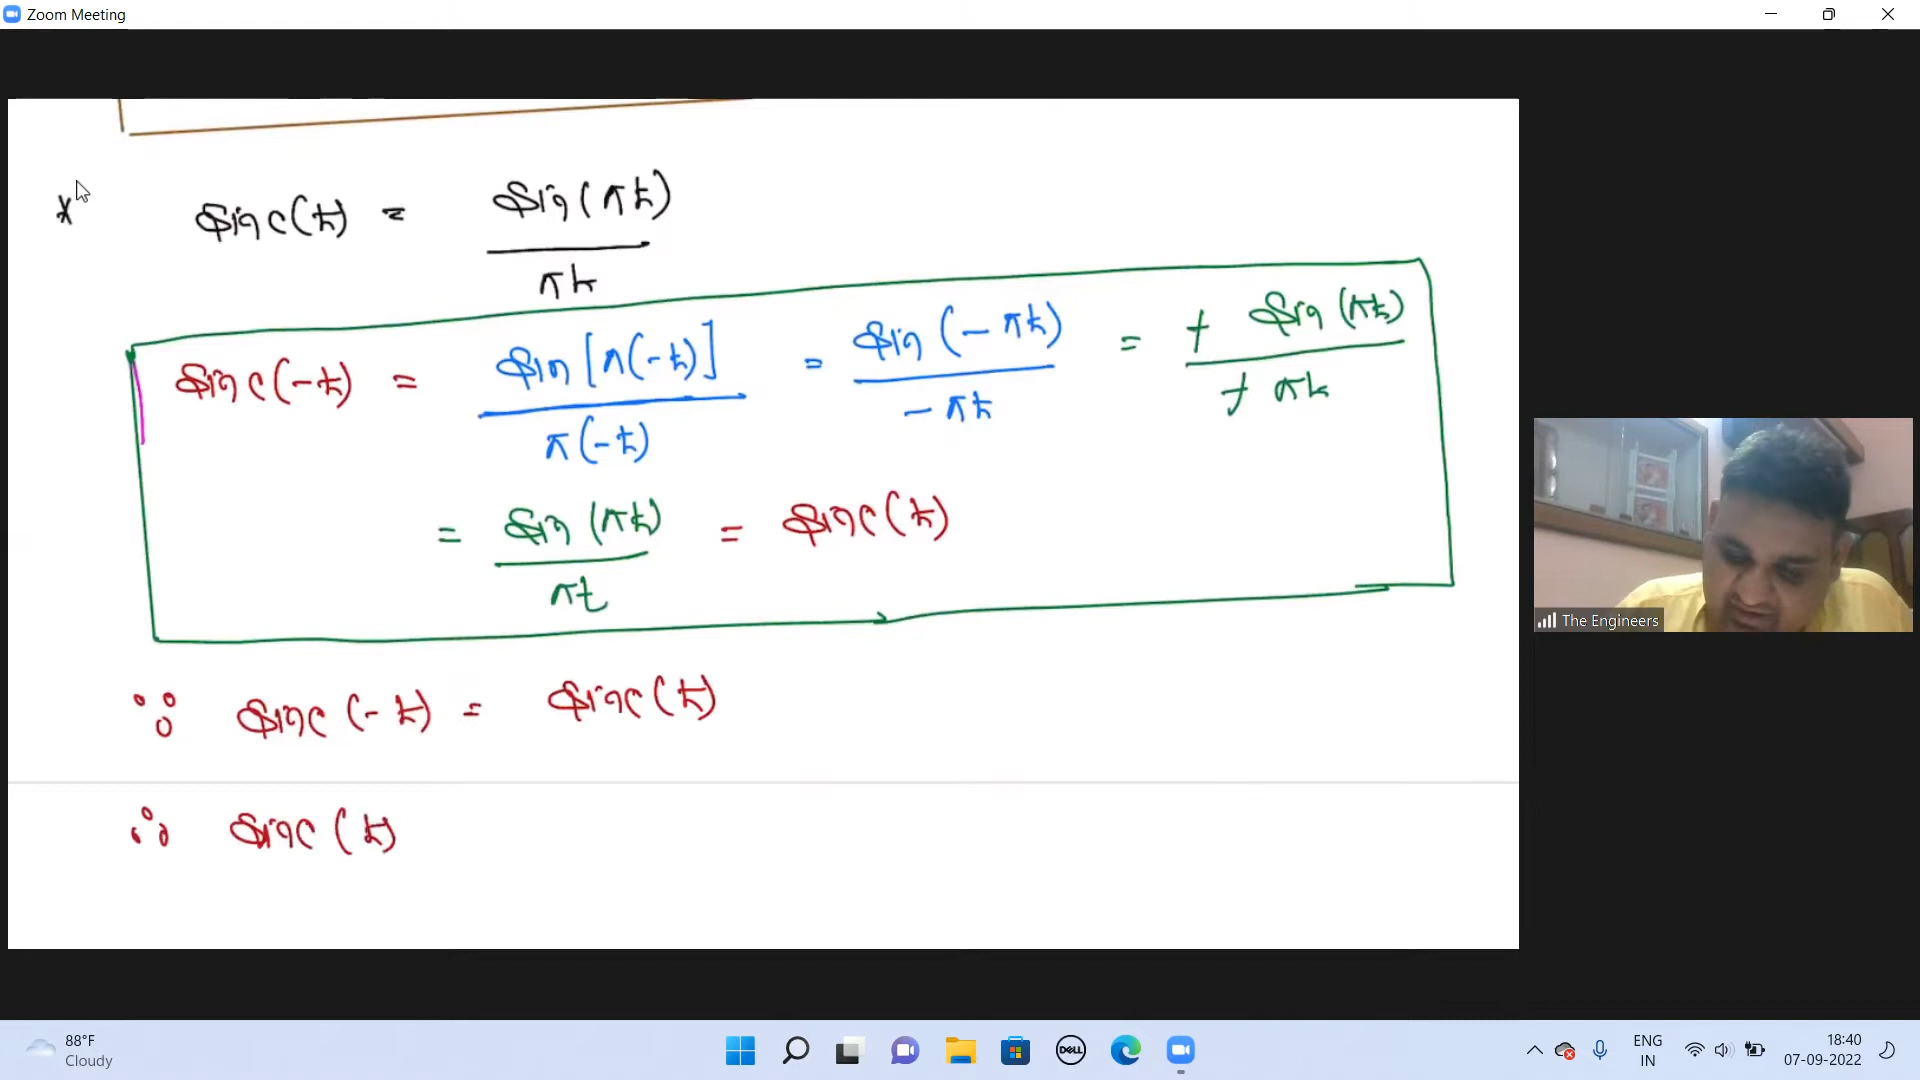 Zoom Meeting
* sinc(t) = sin(πt) / πt
sinc(-t) = sin[π(-t)] / π(-t) = sin(-πt) / -πt = + sin(πt) / + πt
= sin(πt) / πt = sinc(t)
∵ sinc(-t) = sinc(t)
∴ sinc(t)
The Engineers
88°F
Cloudy
DELL
ENG
IN
18:40
07-09-2022